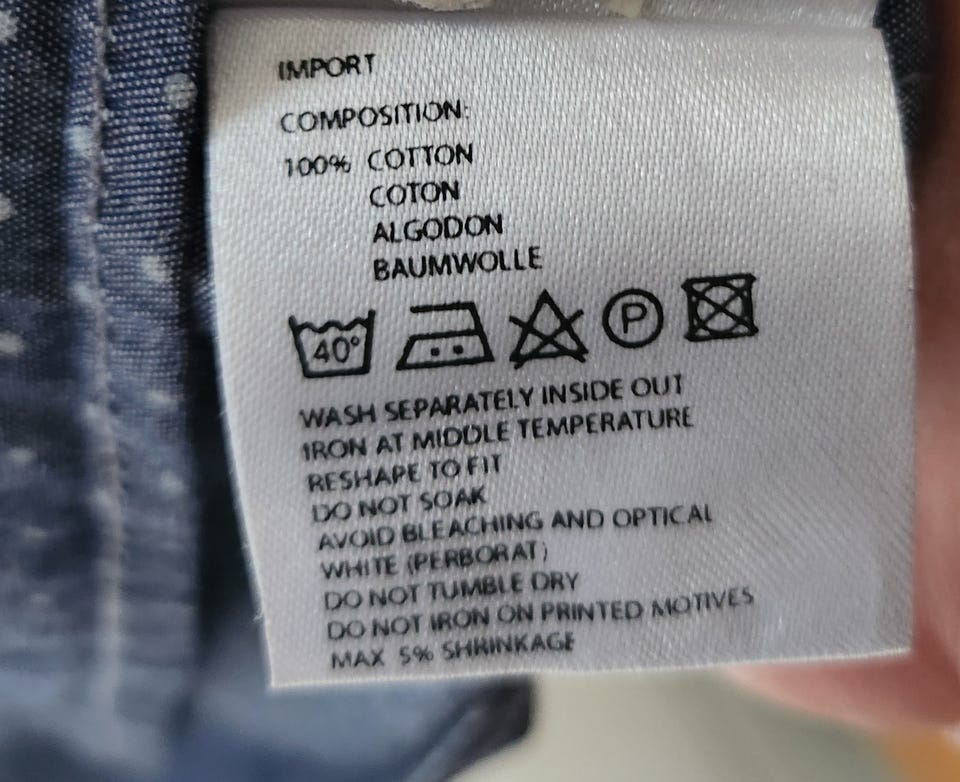 IMPORT
COMPOSITION:
100% COTTON
COTON
ALGODON
BAUMWOLLE
40° P
WASH SEPARATELY INSIDE OUT
IRON AT MIDDLE TEMPERATURE
RESHAPE TO FIT
DO NOT SOAK
AVOID BLEACHING AND OPTICAL
WHITE (PERBORAT)
DO NOT TUMBLE DRY
DO NOT IRON ON PRINTED MOTIVES
MAX 5% SHRINKAGE